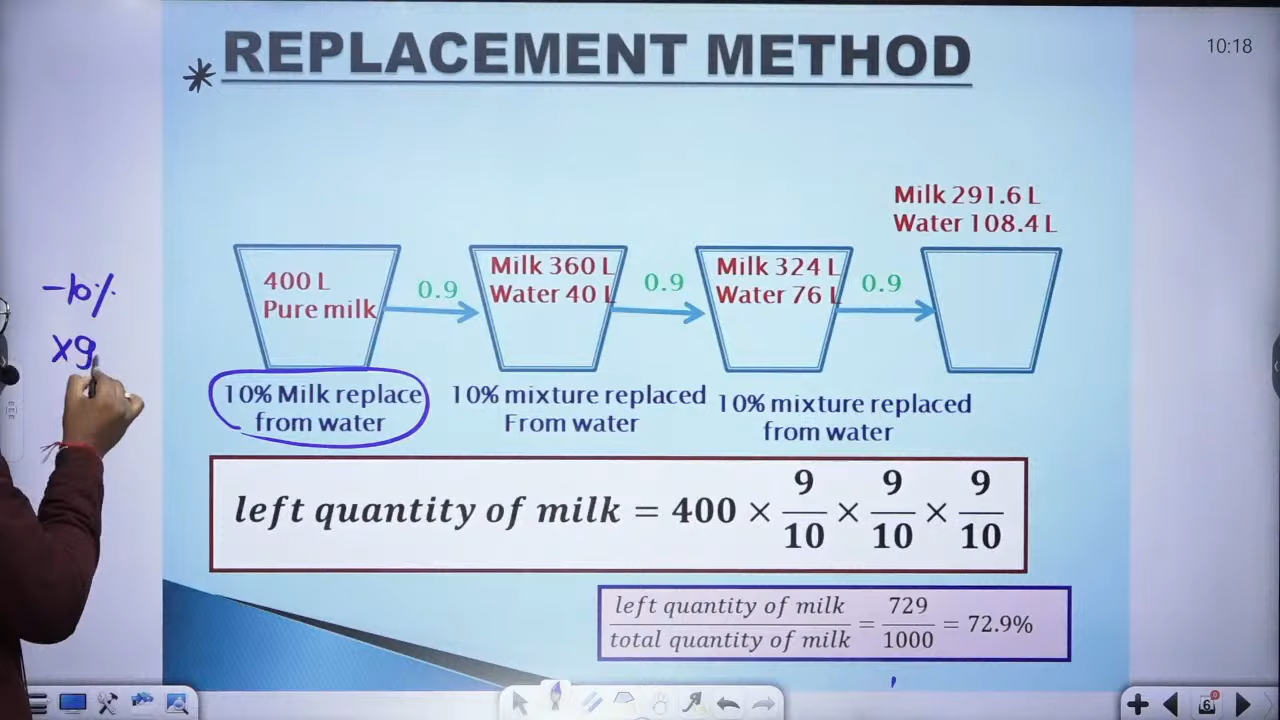 REPLACEMENT METHOD
10:18
Milk 291.6 L
Water 108.4 L
400 L
Pure milk
0.9
Milk 360 L
Water 40 L
0.9
Milk 324 L
Water 76 L
0.9
-10%
×9
10% Milk replace
from water
10% mixture replaced
From water
10% mixture replaced
from water
left quantity of milk = 400 × 9/10 × 9/10 × 9/10
left quantity of milk / total quantity of milk = 729/1000 = 72.9%
6